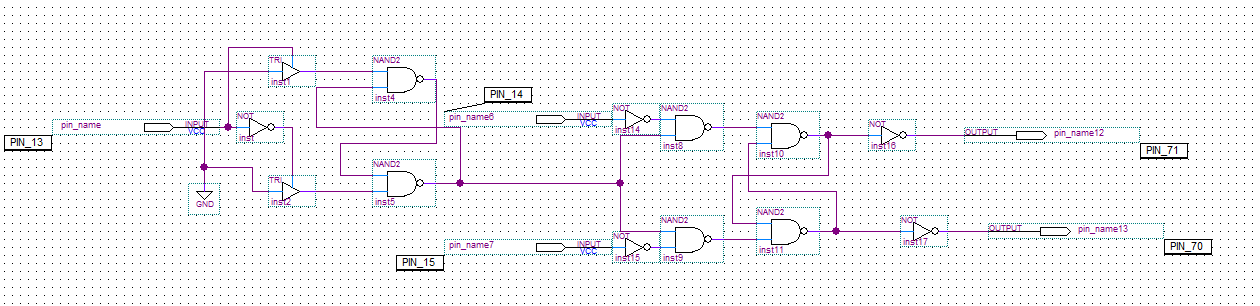 TRI
inst1
NAND2
inst4
PIN_14
pin_name
INPUT
VCC
PIN_13
NOT
inst
pin_name6
INPUT
VCC
NOT
inst14
NAND2
inst8
NAND2
inst10
NOT
inst16
OUTPUT
pin_name12
PIN_71
GND
TRI
inst2
NAND2
inst5
pin_name7
INPUT
VCC
PIN_15
NOT
inst15
NAND2
inst9
NAND2
inst11
NOT
inst17
OUTPUT
pin_name13
PIN_70